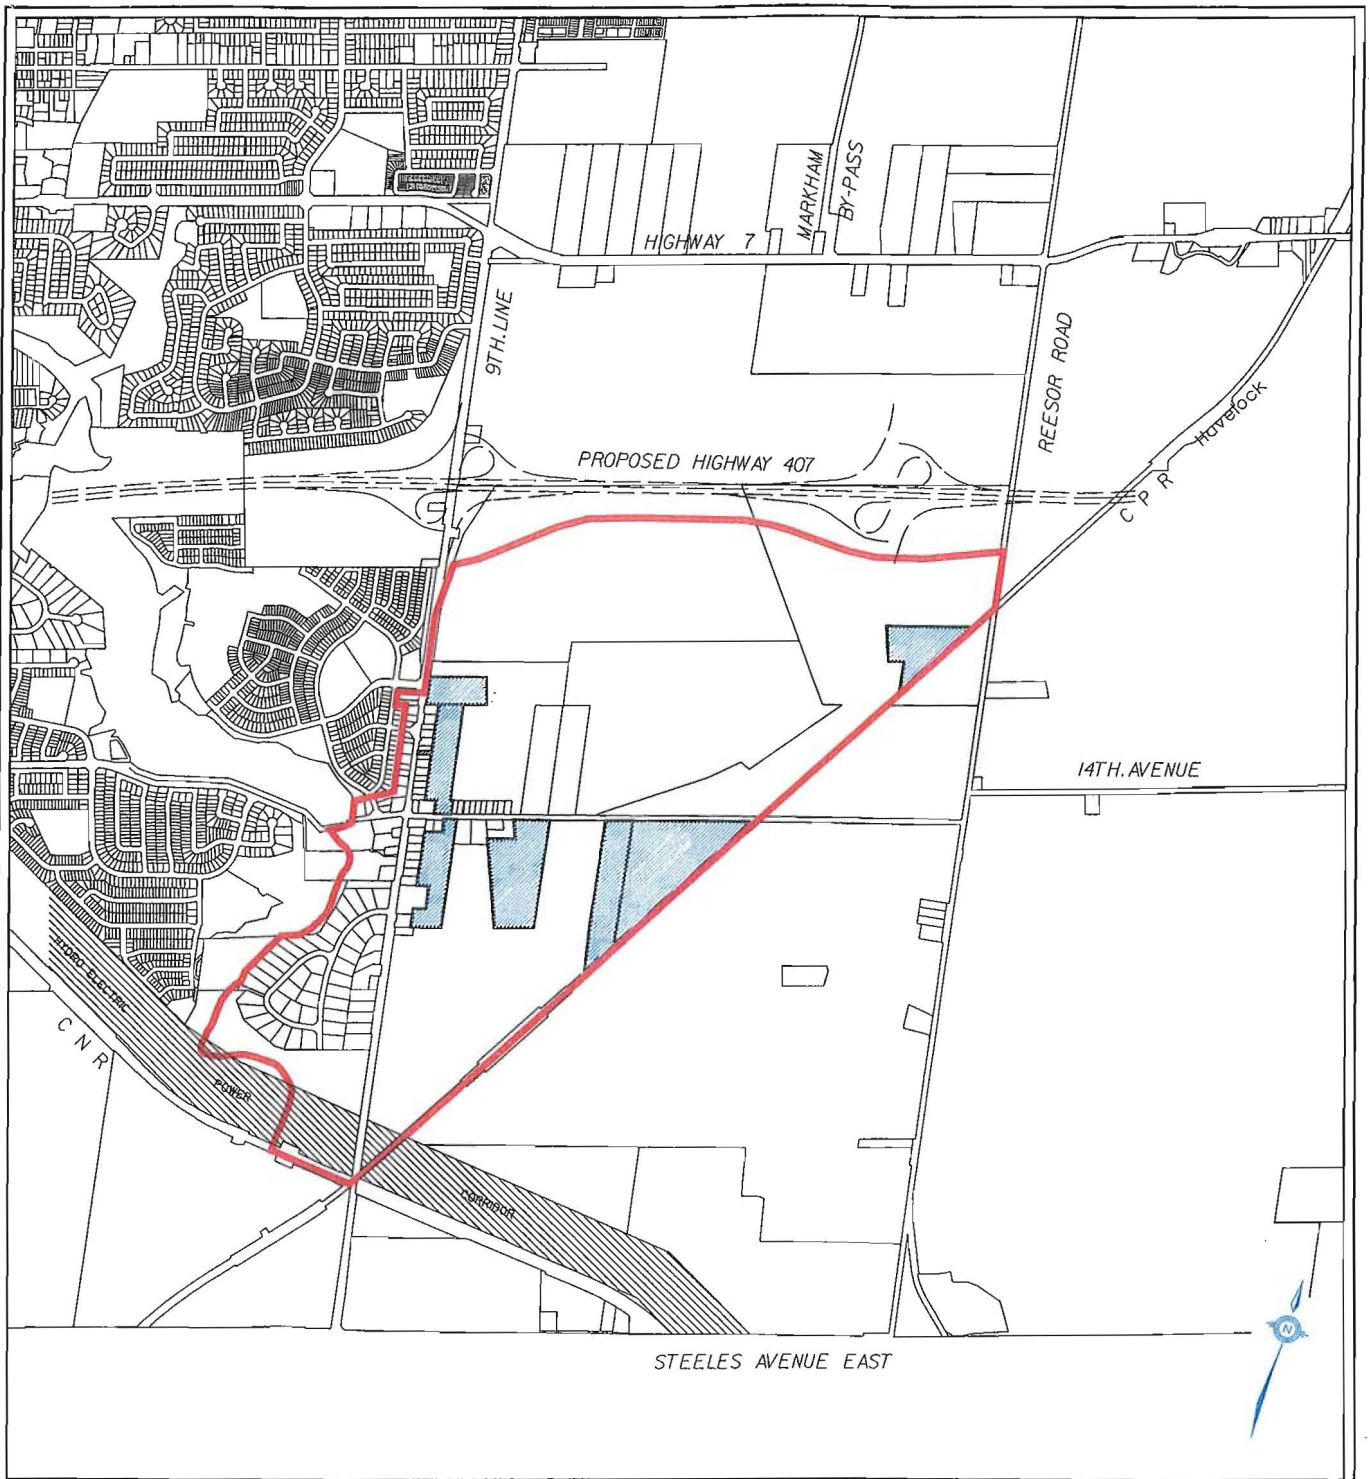 MARKHAM
BY-PASS
HIGHWAY 7
9TH. LINE
REESOR ROAD
Havelock
PROPOSED HIGHWAY 407
C P R
14TH. AVENUE
HYDRO ELECTRIC
C N R
POWER
CORRIDOR
N
STEELES AVENUE EAST